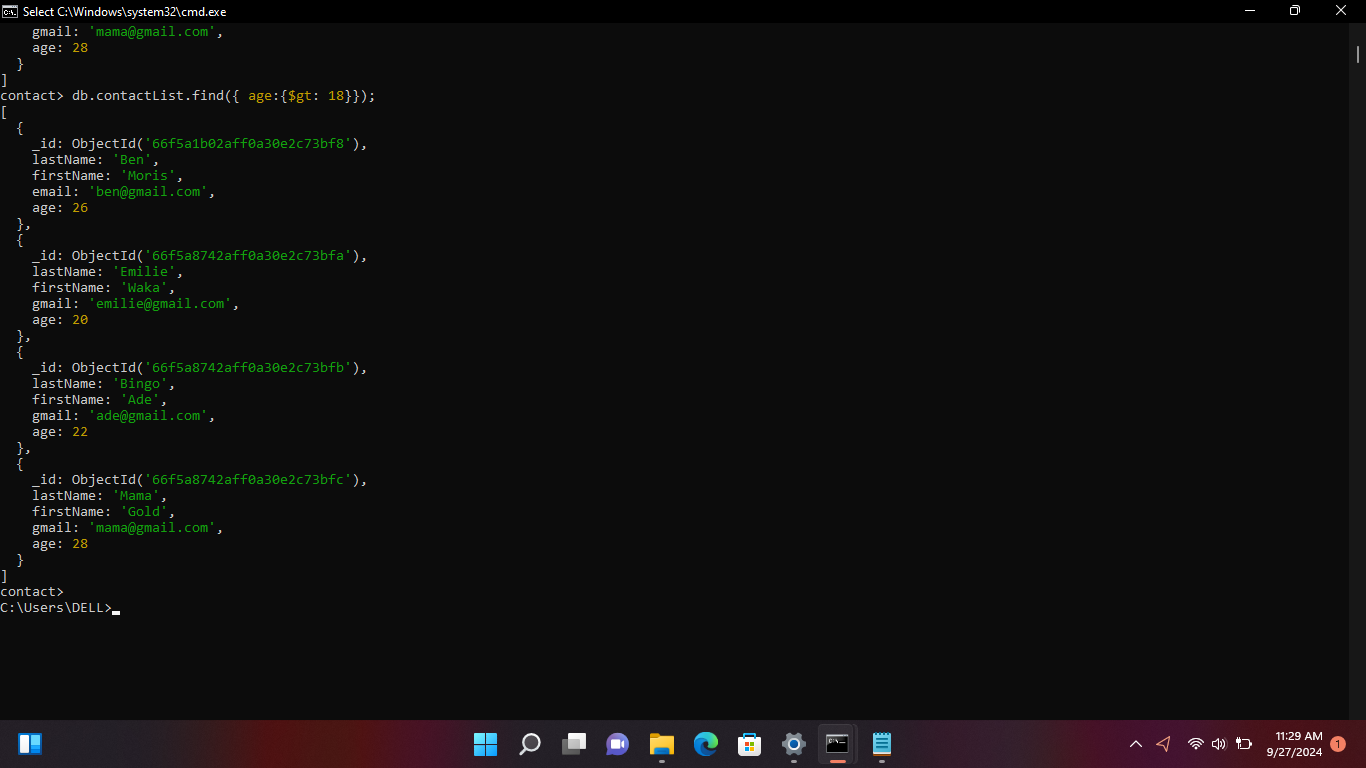 Select C:\Windows\system32\cmd.exe
    gmail: 'mama@gmail.com',
    age: 28
  }
]
contact> db.contactList.find({ age:{$gt: 18}});
[
  {
    _id: ObjectId('66f5a1b02aff0a30e2c73bf8'),
    lastName: 'Ben',
    firstName: 'Moris',
    email: 'ben@gmail.com',
    age: 26
  },
  {
    _id: ObjectId('66f5a8742aff0a30e2c73bfa'),
    lastName: 'Emilie',
    firstName: 'Waka',
    gmail: 'emilie@gmail.com',
    age: 20
  },
  {
    _id: ObjectId('66f5a8742aff0a30e2c73bfb'),
    lastName: 'Bingo',
    firstName: 'Ade',
    gmail: 'ade@gmail.com',
    age: 22
  },
  {
    _id: ObjectId('66f5a8742aff0a30e2c73bfc'),
    lastName: 'Mama',
    firstName: 'Gold',
    gmail: 'mama@gmail.com',
    age: 28
  }
]
contact>
C:\Users\DELL>
11:29 AM
9/27/2024
1